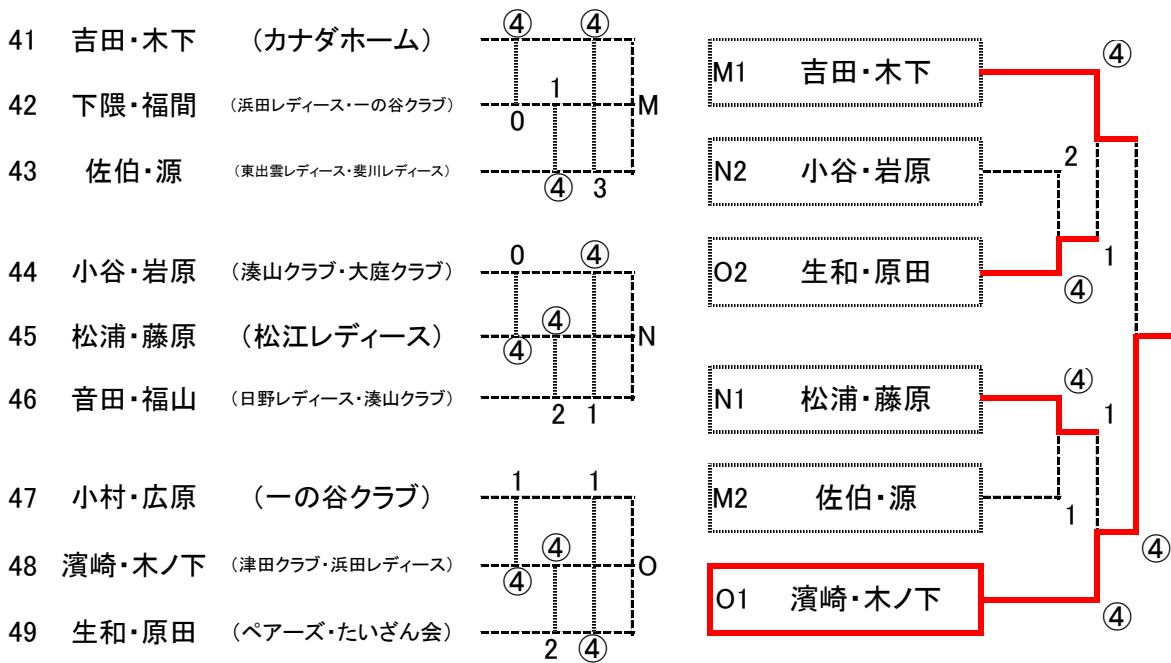 ④ ④
41 吉田・木下 (カナダホーム)
1
42 下隈・福間 (浜田レディース・一の谷クラブ) M
0
43 佐伯・源 (東出雲レディース・斐川レディース)
④ 3
0 ④
44 小谷・岩原 (湊山クラブ・大庭クラブ)
④
45 松浦・藤原 (松江レディース) N
④
46 音田・福山 (日野レディース・湊山クラブ)
2 1
1 1
47 小村・広原 (一の谷クラブ)
④
48 濱崎・木ノ下 (津田クラブ・浜田レディース) O
④
49 生和・原田 (ペアーズ・たいざん会)
2 ④
④
M1 吉田・木下
2
N2 小谷・岩原
1
O2 生和・原田
④
④
N1 松浦・藤原
1
M2 佐伯・源
1
④
O1 濱崎・木ノ下
④